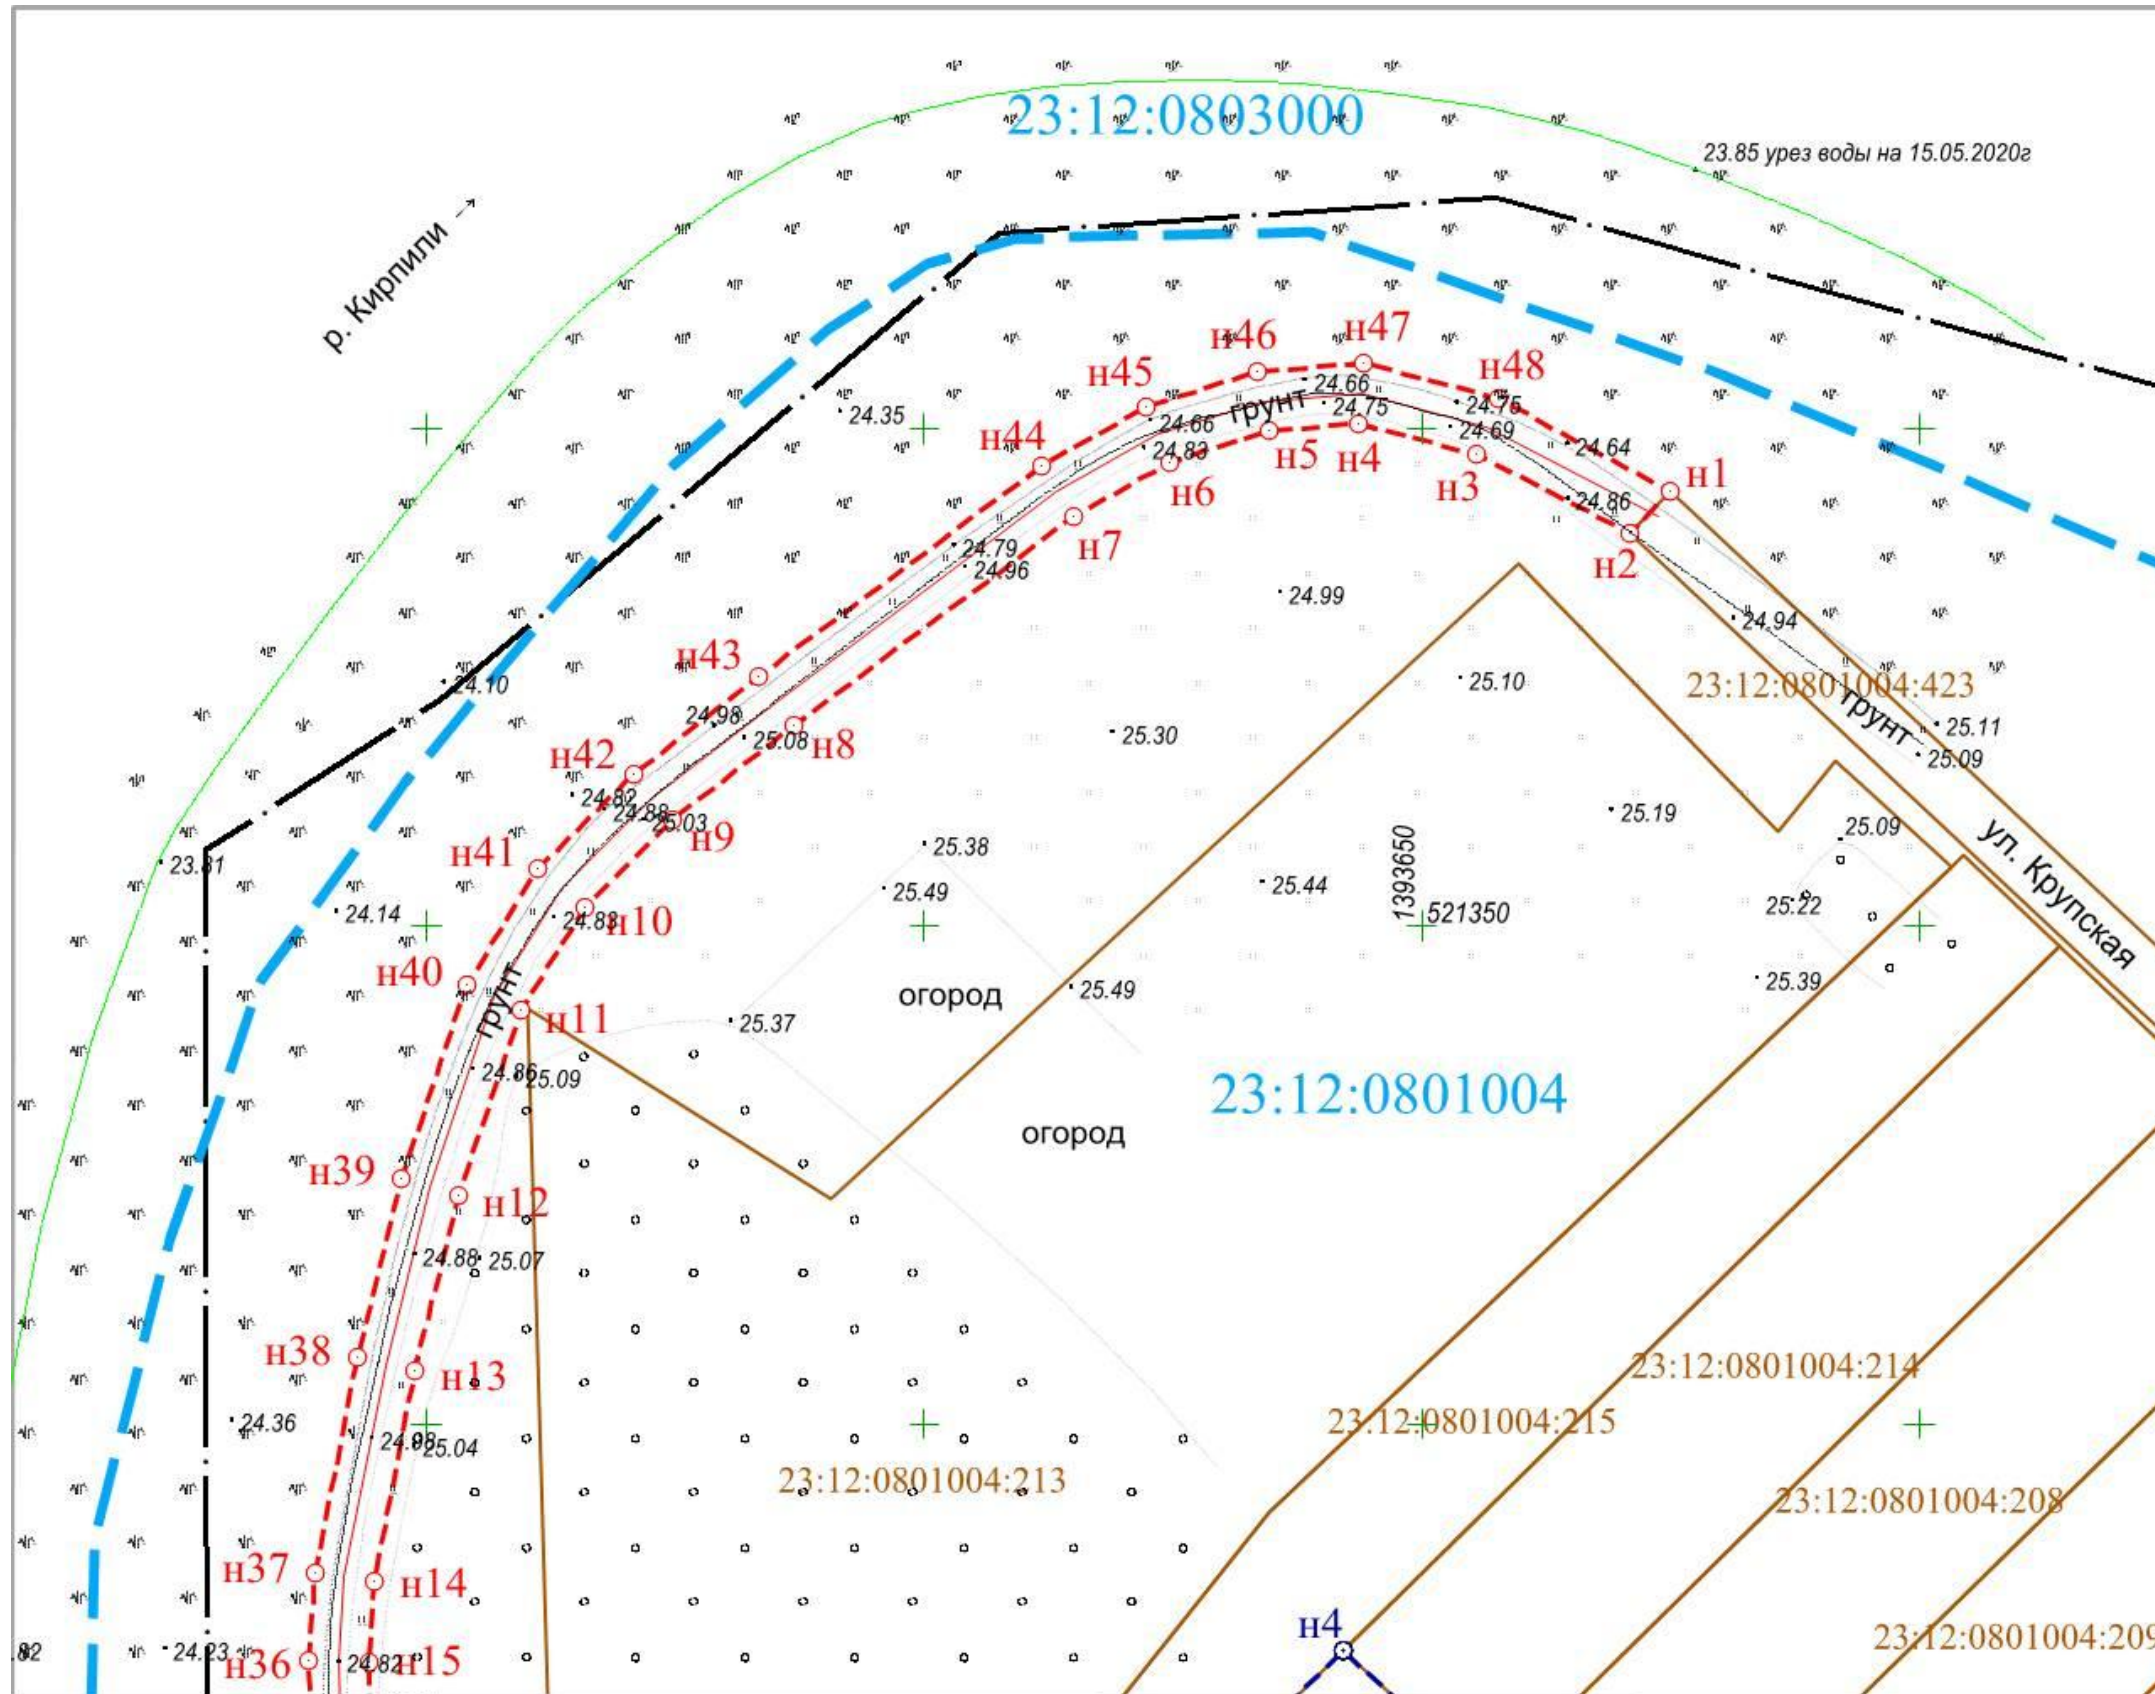 23:12:0803000
23.85 урез воды на 15.05.2020г
р. Кирпили
н47
н46
н48
н45
24.66
грунт
24.75
24.75
24.35
24.66
24.69
н44
24.64
24.83
н5
н4
н6
н3
н1
24.86
н7
24.79
н2
24.96
24.99
24.94
н43
24.10
25.10
23:12:0801004:423
24.98
грунт
25.11
25.08
н8
25.30
н42
25.09
24.82
24.88
25.03
25.19
н9
25.09
ул. Крупская
н41
23.81
25.38
1393650
25.44
25.49
24.14
521350
25.22
24.83
н10
н40
25.39
грунт
огород
25.49
н11
25.37
24.86
25.09
23:12:0801004
огород
н39
н12
24.88
25.07
н38
н13
23:12:0801004:214
24.36
23:12:0801004:215
24.98
25.04
23:12:0801004:213
23:12:0801004:208
н37
н14
н4
23:12:0801004:209
.82
24.23
н36
24.82
н15